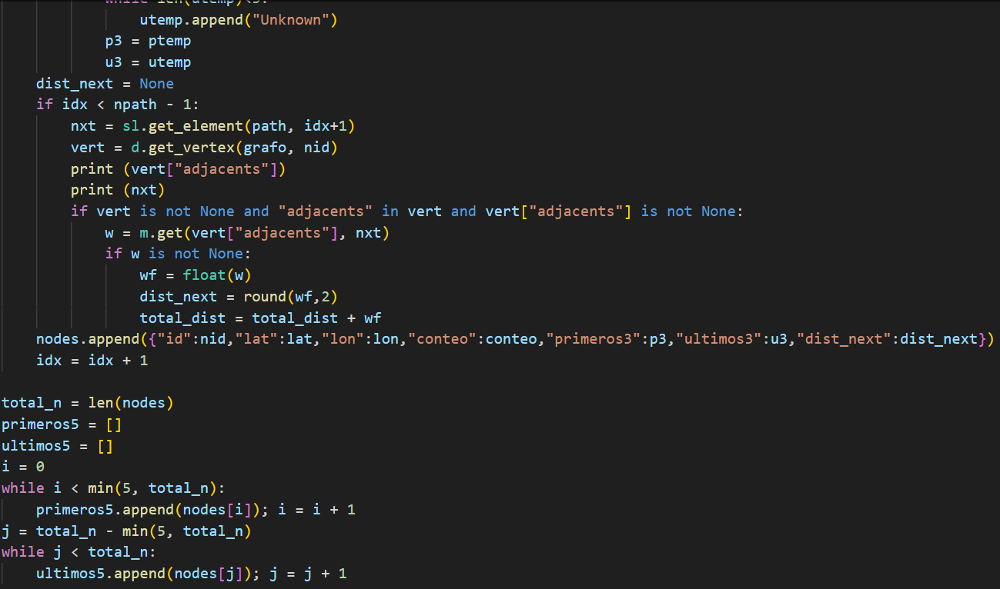 utemp.append("Unknown")
p3 = ptemp
u3 = utemp
dist_next = None
if idx < npath - 1:
nxt = sl.get_element(path, idx+1)
vert = d.get_vertex(grafo, nid)
print (vert["adjacents"])
print (nxt)
if vert is not None and "adjacents" in vert and vert["adjacents"] is not None:
w = m.get(vert["adjacents"], nxt)
if w is not None:
wf = float(w)
dist_next = round(wf,2)
total_dist = total_dist + wf
nodes.append({"id":nid,"lat":lat,"lon":lon,"conteo":conteo,"primeros3":p3,"ultimos3":u3,"dist_next":dist_next})
idx = idx + 1
total_n = len(nodes)
primeros5 = []
ultimos5 = []
i = 0
while i < min(5, total_n):
primeros5.append(nodes[i]); i = i + 1
j = total_n - min(5, total_n)
while j < total_n:
ultimos5.append(nodes[j]); j = j + 1